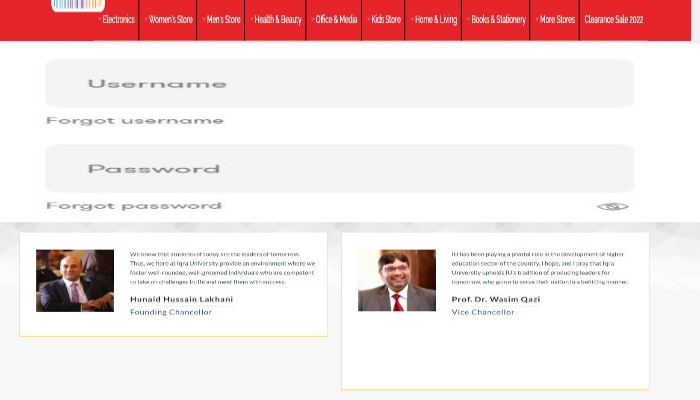 Electronics Women's Store Men's Store Health & Beauty Office & Media Kids Store Home & Living Books & Stationery More Stores Clearance Sale 2022
Username
Forgot username
Password
Forgot password
We know that students of today are the leaders of tomorrow.
Thus, we here at Iqra University provide an environment where we
foster well-rounded, well-groomed individuals who are competent
to take on challenges in life and meet them with success.
Hunaid Hussain Lakhani
Founding Chancellor
IU has been playing a pivotal role in the development of higher
education sector of the country. I hope, and I pray that Iqra
University upholds IU's tradition of producing leaders for
tomorrow, who go on to serve their nation in a befitting manner.
Prof. Dr. Wasim Qazi
Vice Chancellor